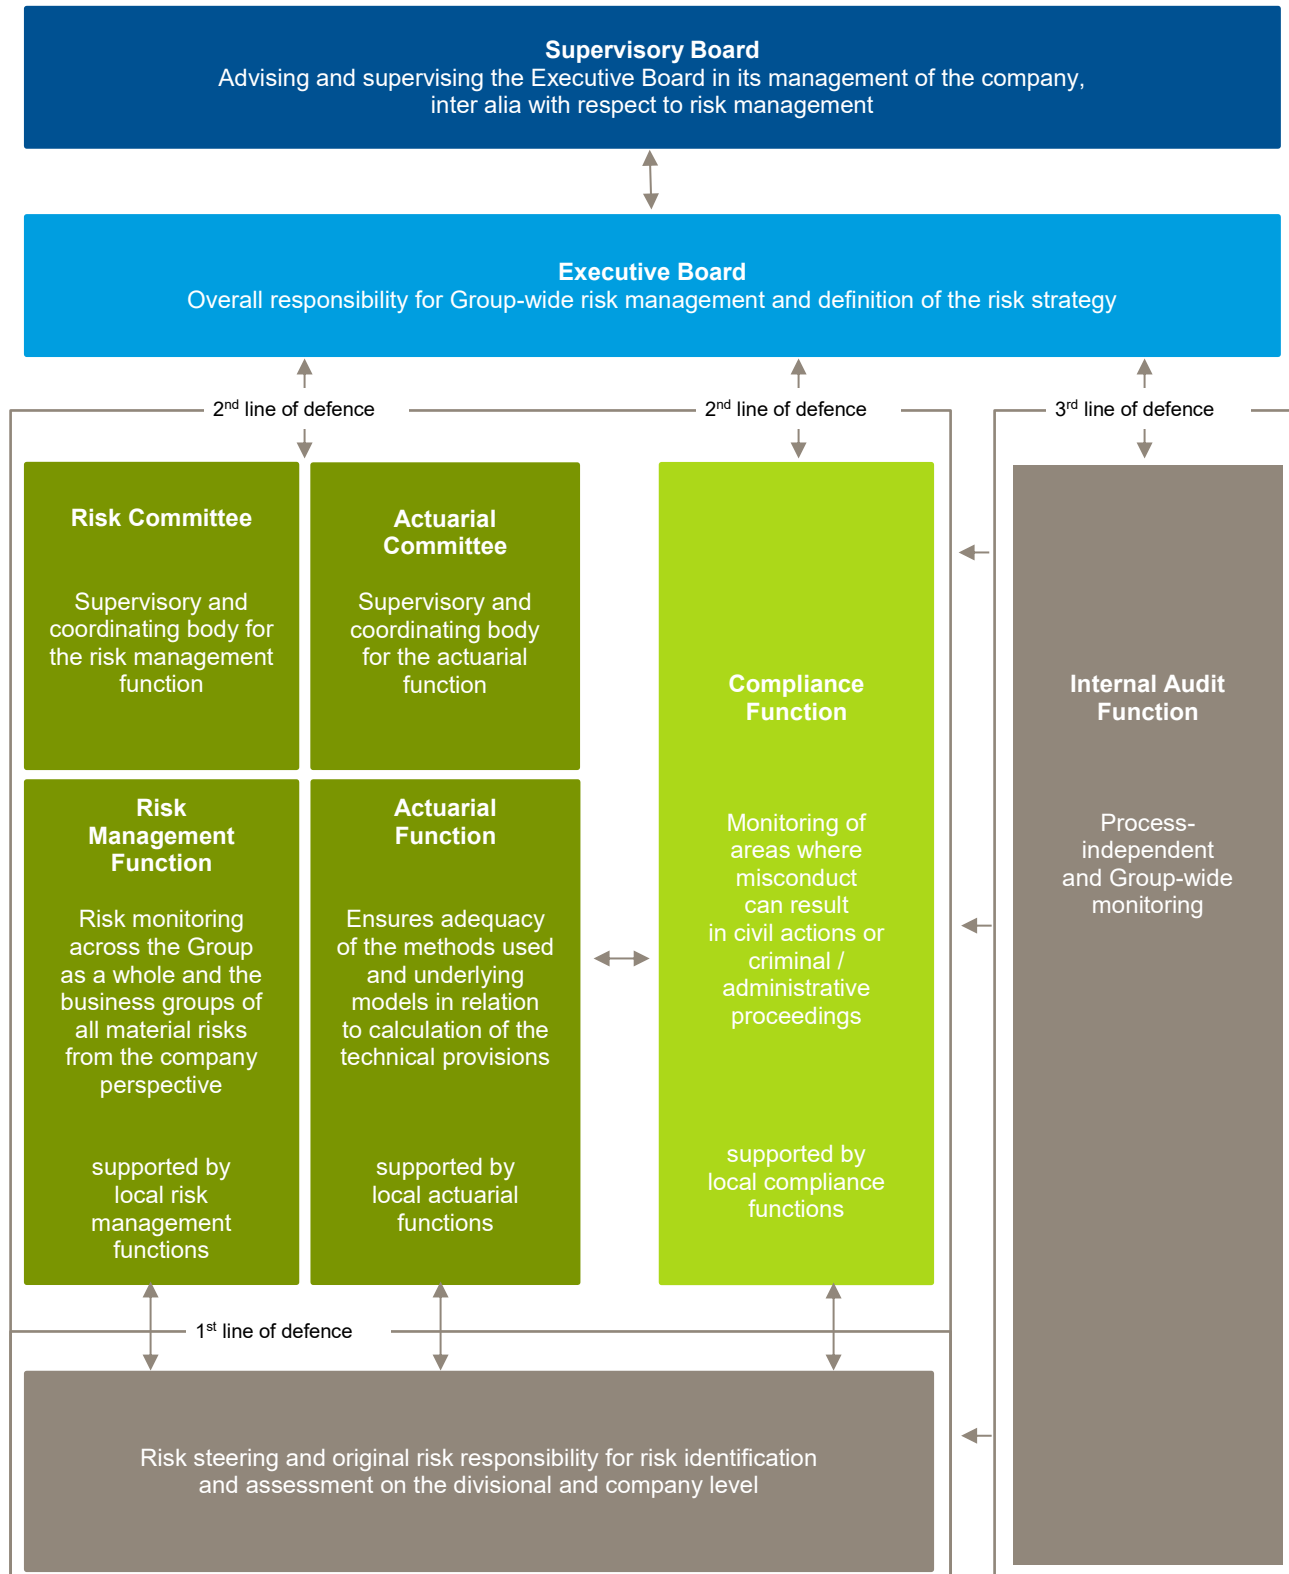 Supervisory Board
Advising and supervising the Executive Board in its management of the company,
inter alia with respect to risk management
Executive Board
Overall responsibility for Group-wide risk management and definition of the risk strategy
2nd line of defence
2nd line of defence
3rd line of defence
Risk Committee
Supervisory and
coordinating body for
the risk management
function
Actuarial
Committee
Supervisory and
coordinating body
for the actuarial
function
Risk
Management
Function
Risk monitoring
across the Group
as a whole and the
business groups of
all material risks
from the company
perspective
supported by
local risk
management
functions
Actuarial
Function
Ensures adequacy
of the methods used
and underlying
models in relation
to calculation of the
technical provisions
supported by
local actuarial
functions
Compliance
Function
Monitoring of
areas where
misconduct
can result
in civil actions or
criminal /
administrative
proceedings
supported by
local compliance
functions
Internal Audit
Function
Process-
independent
and Group-wide
monitoring
1st line of defence
Risk steering and original risk responsibility for risk identification
and assessment on the divisional and company level